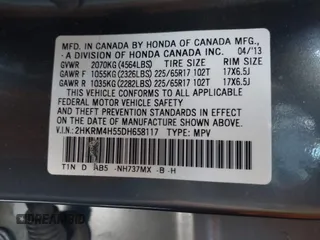 MFD. IN CANADA BY HONDA OF CANADA MFG.,
A DIVISION OF HONDA CANADA INC. 04/'13
GVWR 2070KG (4564LBS) TIRE SIZE RIM SIZE
GAWR F 1055KG (2326LBS) 225/65R17 102T 17X6.5J
GAWR R 1035KG (2282LBS) 225/65R17 102T 17X6.5J
THIS VEHICLE CONFORMS TO ALL APPLICABLE
FEDERAL MOTOR VEHICLE SAFETY, BUMPER,
AND THEFT PREVENTION STANDARDS IN EFFECT
ON THE DATE OF MANUFACTURE SHOWN ABOVE.
V.I.N.: 2HKRM4H55DH658117 TYPE: MPV
NH737MX -B -H